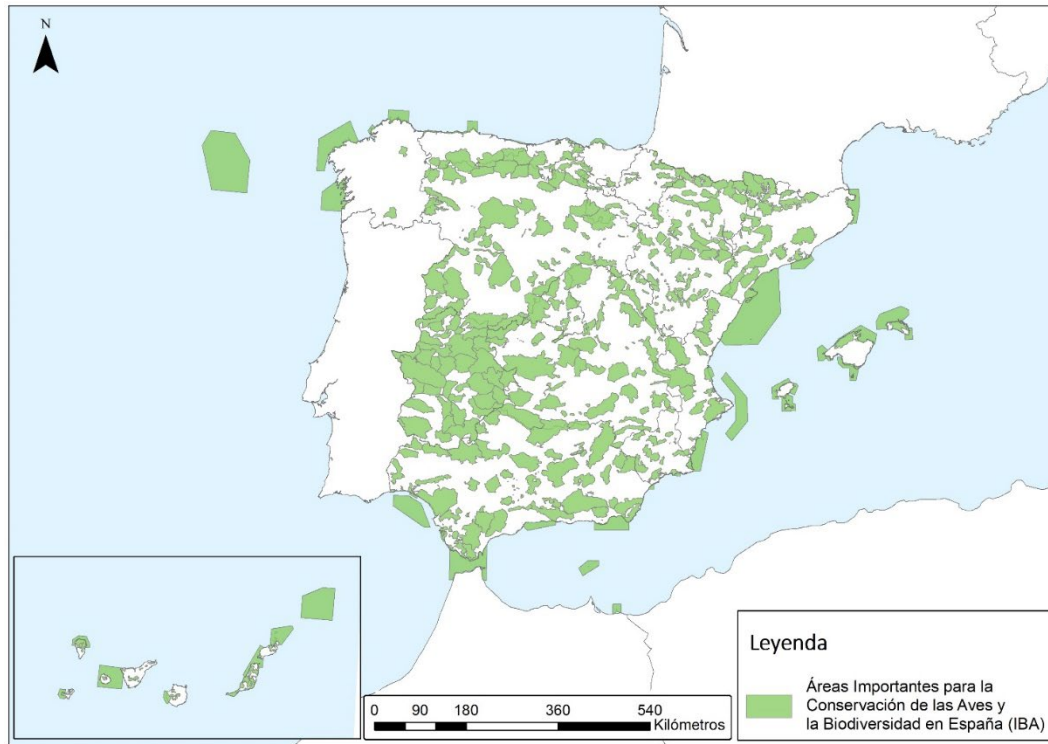 N
Leyenda
Áreas Importantes para la
Conservación de las Aves y
la Biodiversidad en España (IBA)
0 90 180 360 540
Kilómetros